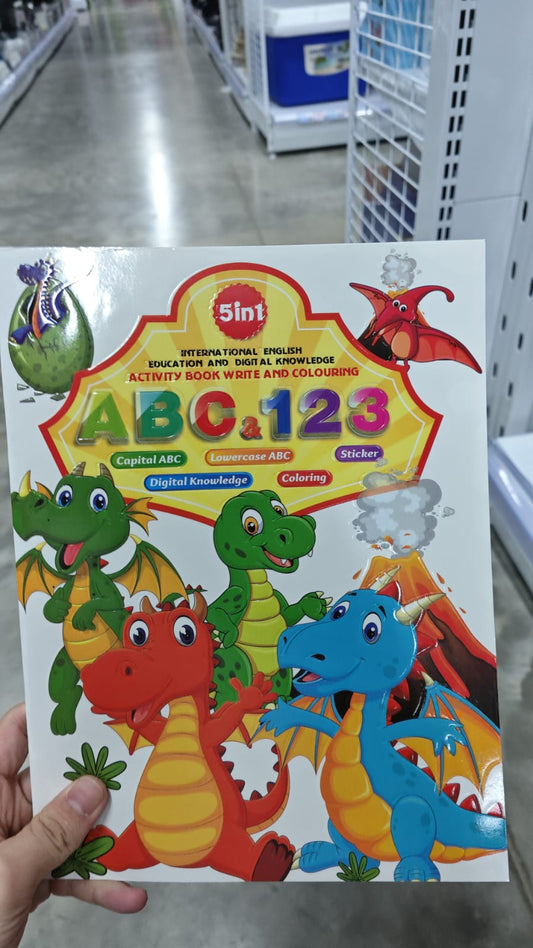 5in1
INTERNATIONAL ENGLISH
EDUCATION AND DIGITAL KNOWLEDGE
ACTIVITY BOOK WRITE AND COLOURING
ABC & 123
Capital ABC Lowercase ABC Sticker
Digital Knowledge Coloring